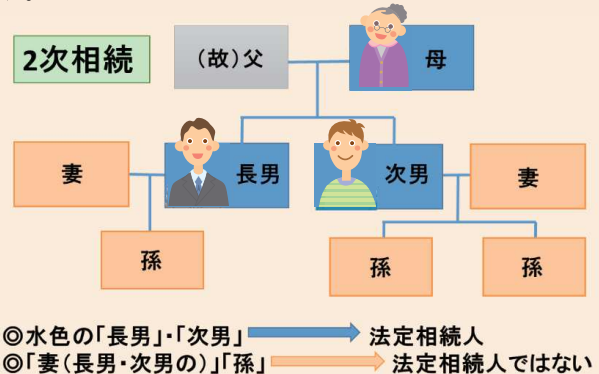 2次相続
(故)父
母
妻
長男
次男
妻
孫
孫
孫
◎水色の「長男」・「次男」 法定相続人
◎「妻(長男・次男の)」「孫」 法定相続人ではない